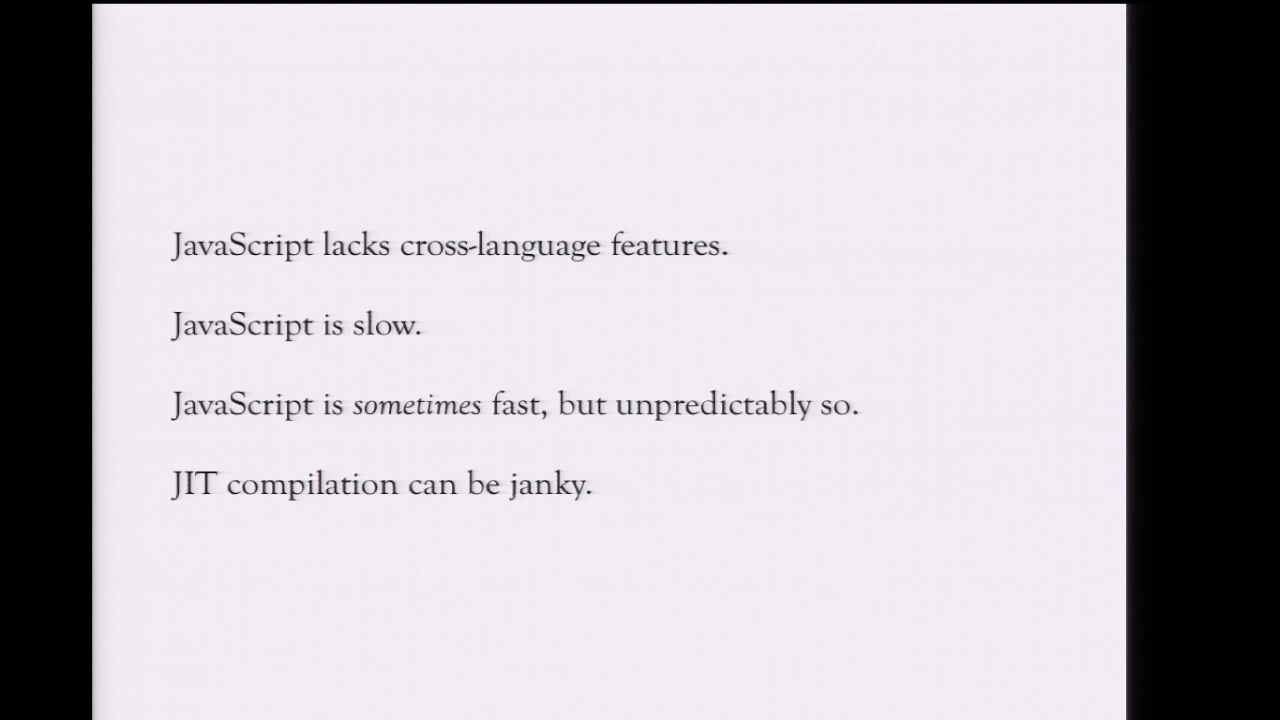 JavaScript lacks cross-language features.
JavaScript is slow.
JavaScript is sometimes fast, but unpredictably so.
JIT compilation can be janky.